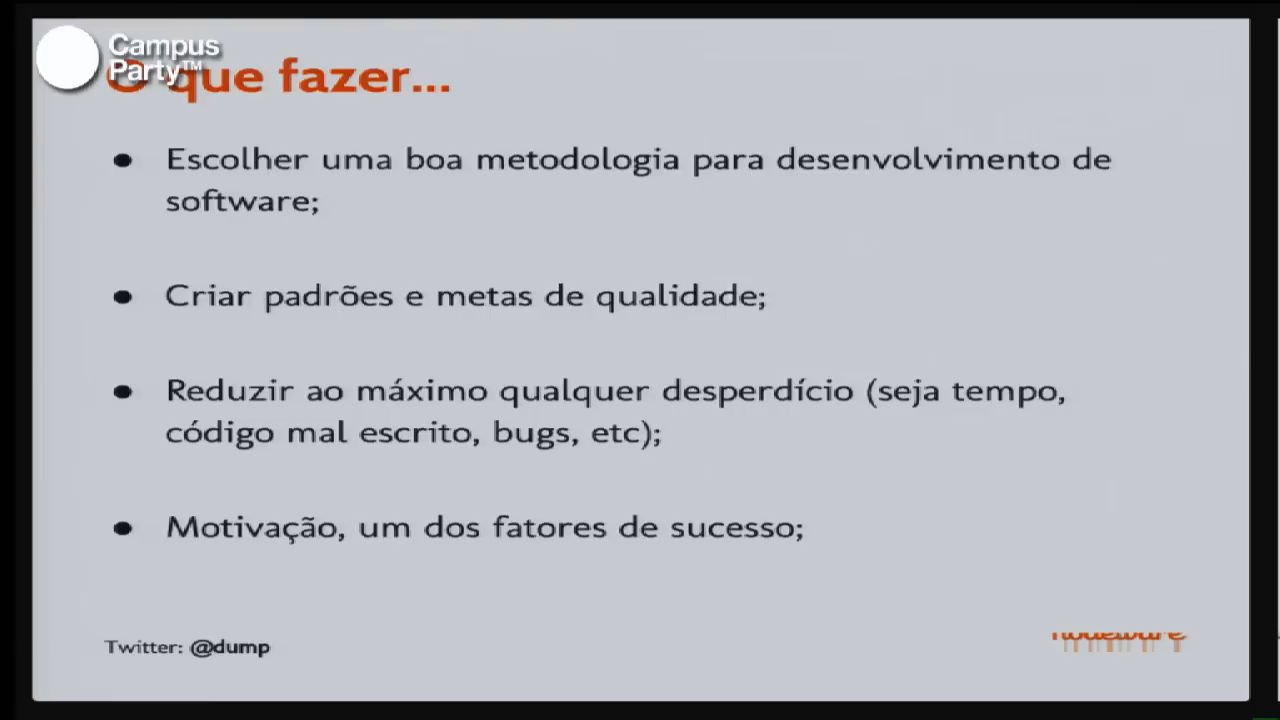 Campus
Party™
O que fazer...
● Escolher uma boa metodologia para desenvolvimento de
software;
● Criar padrões e metas de qualidade;
● Reduzir ao máximo qualquer desperdício (seja tempo,
código mal escrito, bugs, etc);
● Motivação, um dos fatores de sucesso;
Twitter: @dump